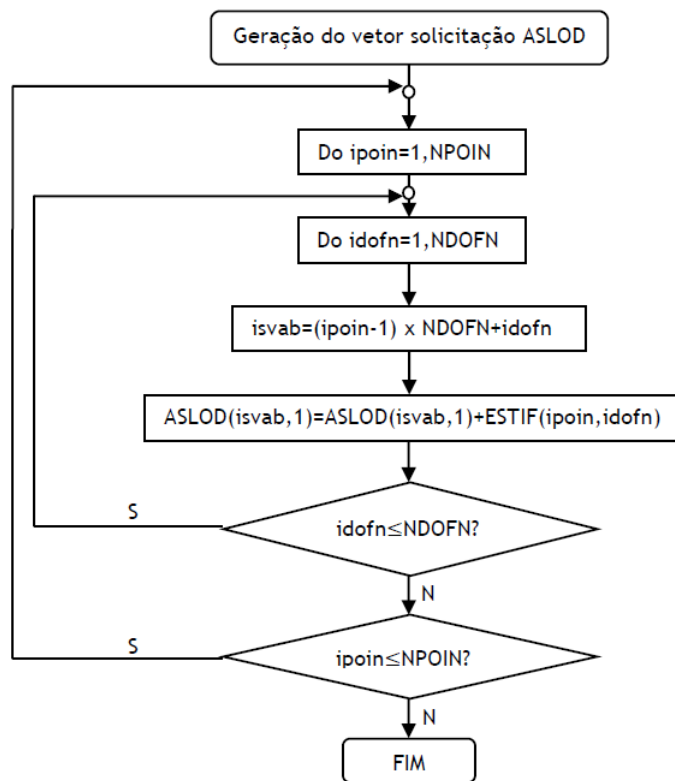 Geração do vetor solicitação ASLOD
Do ipoin=1,NPOIN
Do idofn=1,NDOFN
isvab=(ipoin-1) x NDOFN+idofn
ASLOD(isvab,1)=ASLOD(isvab,1)+ESTIF(ipoin,idofn)
S
idofn≤NDOFN?
N
S
ipoin≤NPOIN?
N
FIM